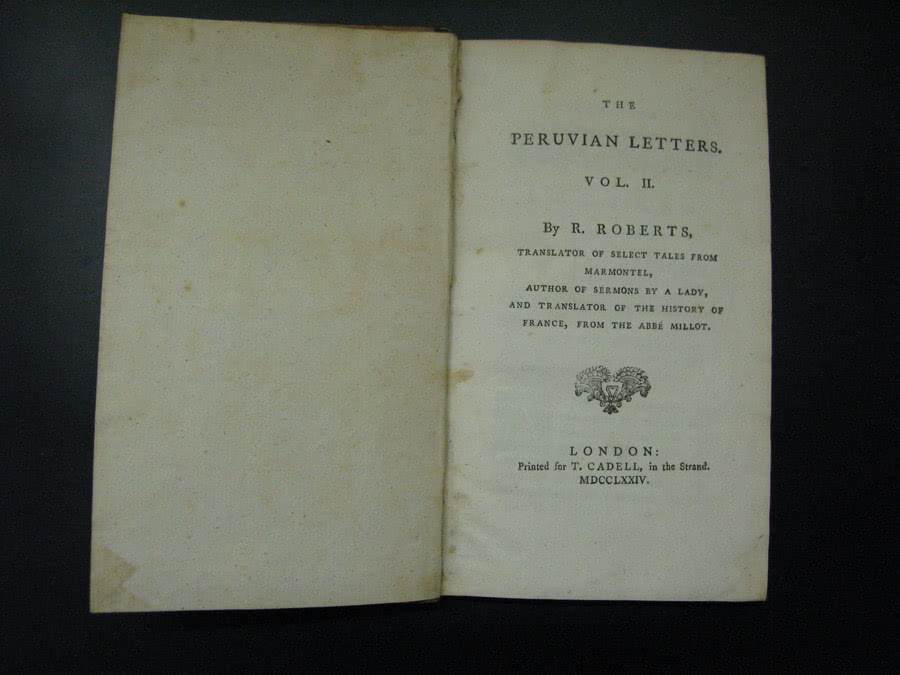 THE
PERUVIAN LETTERS.
VOL. II.
By R. ROBERTS,
TRANSLATOR OF SELECT TALES FROM
MARMONTEL,
AUTHOR OF SERMONS BY A LADY,
AND TRANSLATOR OF THE HISTORY OF
FRANCE, FROM THE ABBÉ MILLOT.
LONDON:
Printed for T. CADELL, in the Strand.
MDCCLXXIV.